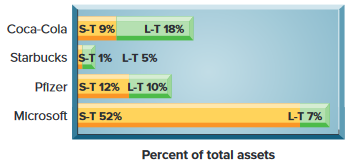 Coca-Cola S-T 9% L-T 18%
Starbucks S-T 1% L-T 5%
Pfizer S-T 12% L-T 10%
Microsoft S-T 52% L-T 7%
Percent of total assets